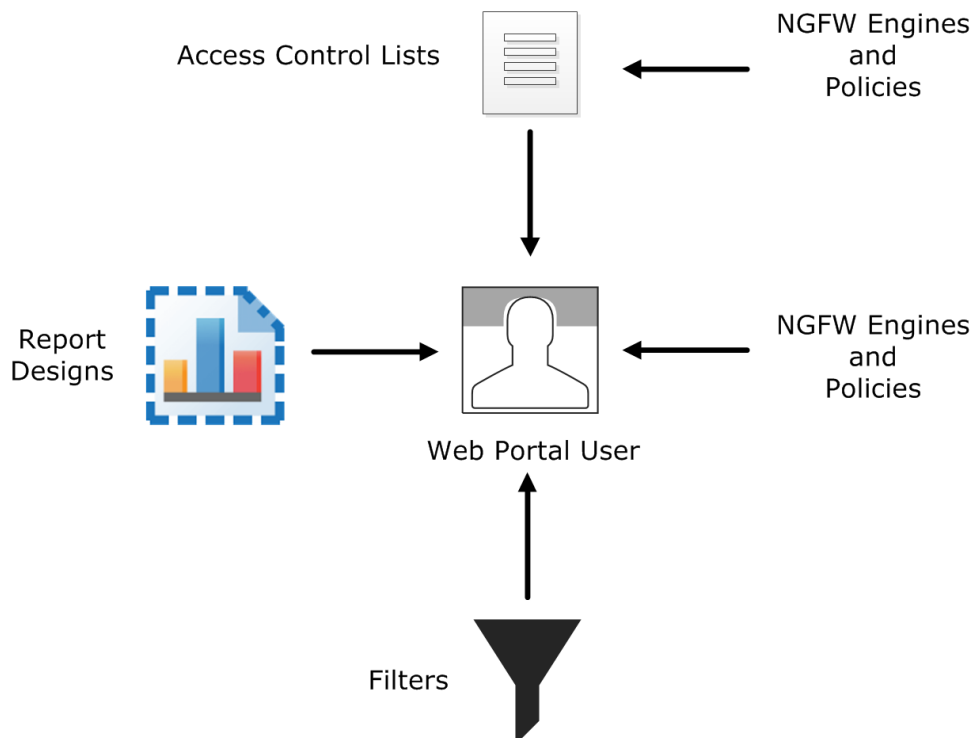 Access Control Lists
NGFW Engines
and
Policies
Report
Designs
NGFW Engines
and
Policies
Web Portal User
Filters